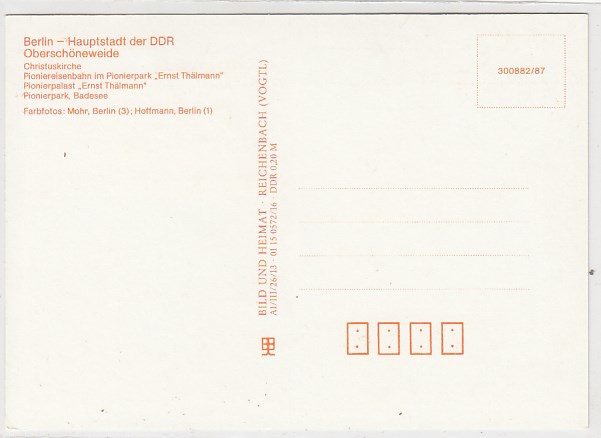 Berlin – Hauptstadt der DDR
Oberschöneweide
Christuskirche
Pioniereisenbahn im Pionierpark „Ernst Thälmann"
Pionierpalast „Ernst Thälmann"
Pionierpark, Badesee
Farbfotos: Mohr, Berlin (3); Hoffmann, Berlin (1)
BILD UND HEIMAT · REICHENBACH (VOGTL)
A1/III/26/13 · 01 15 0572/16 · DDR 0,20 M
300882/87